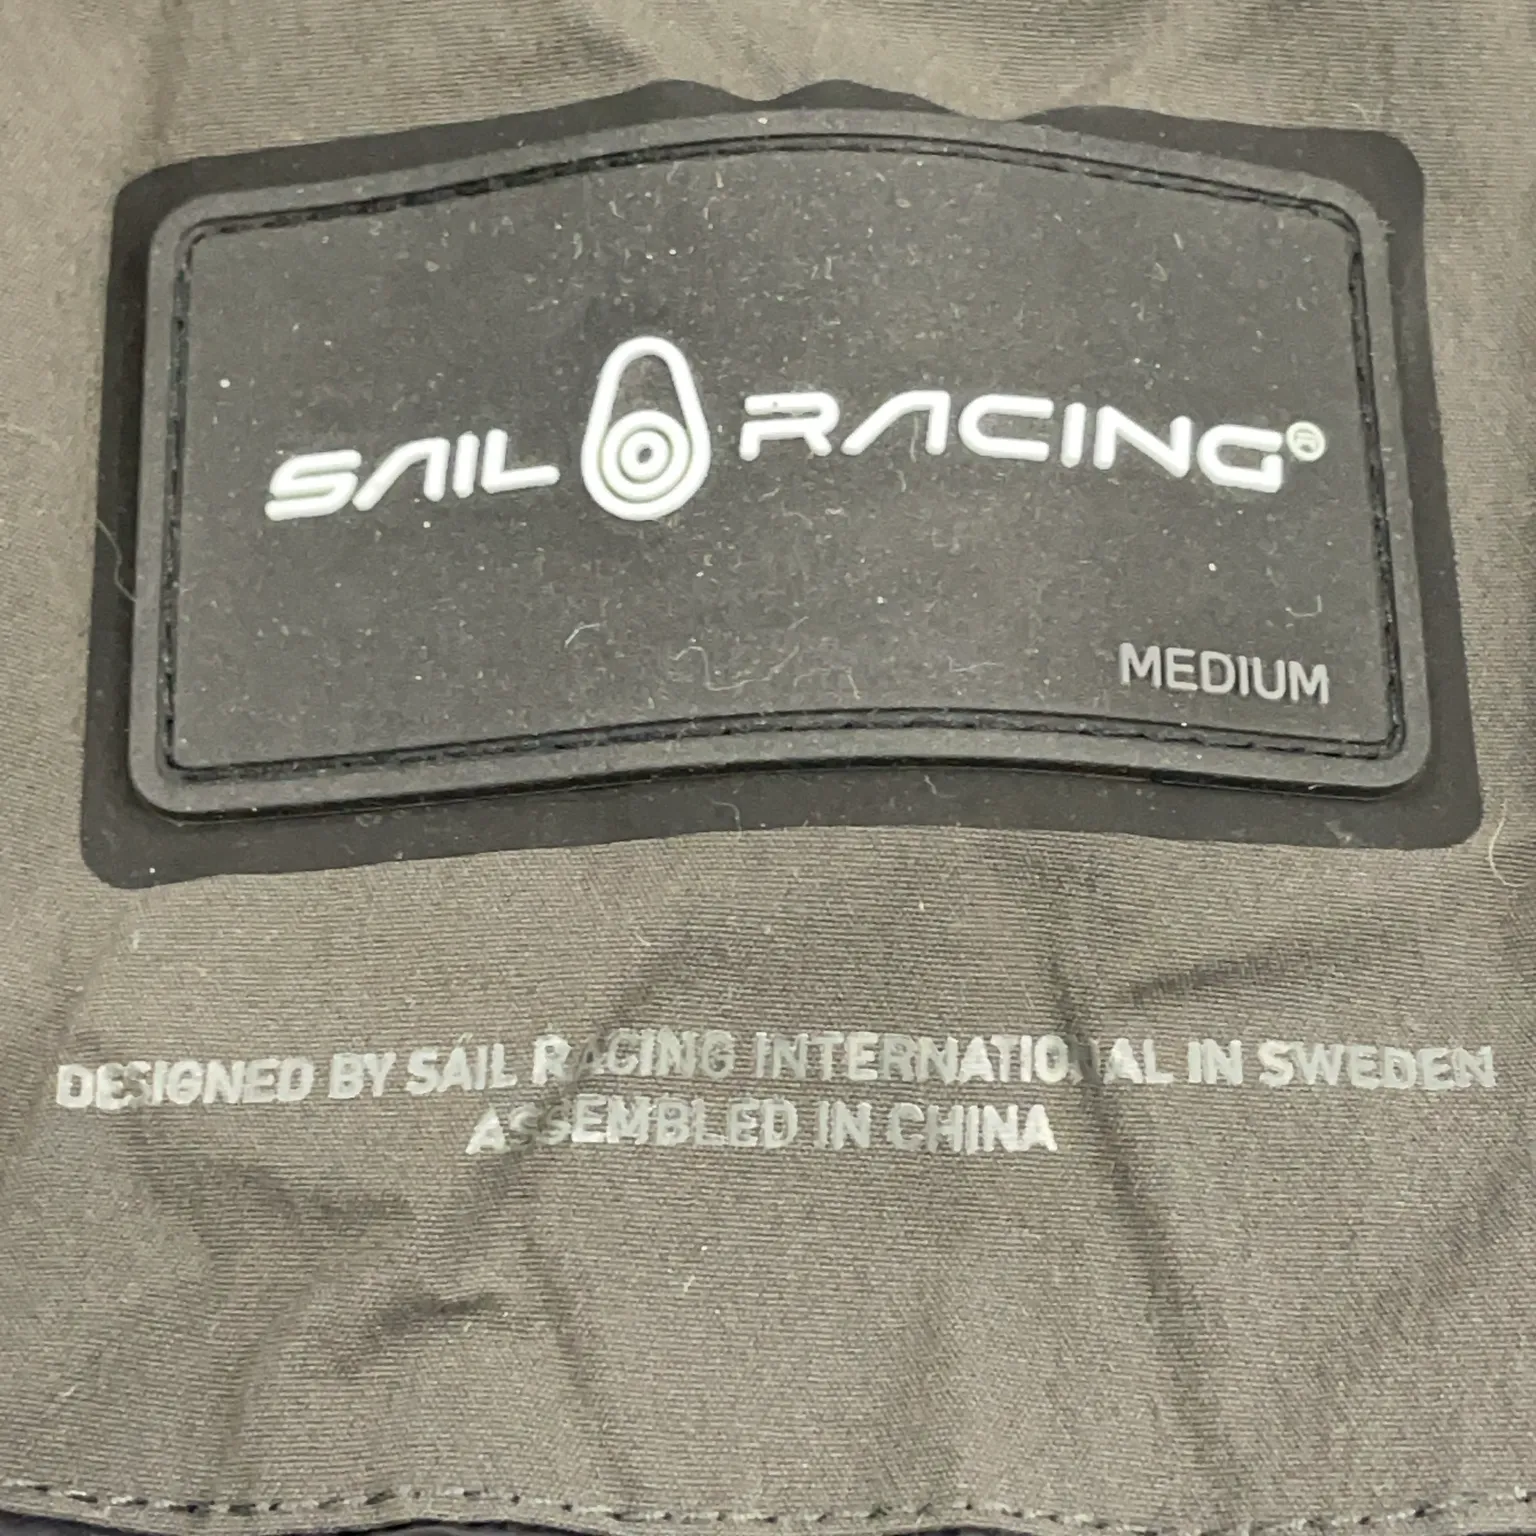 SAIL RACING®
MEDIUM
DESIGNED BY SAIL RACING INTERNATIONAL IN SWEDEN
ASSEMBLED IN CHINA